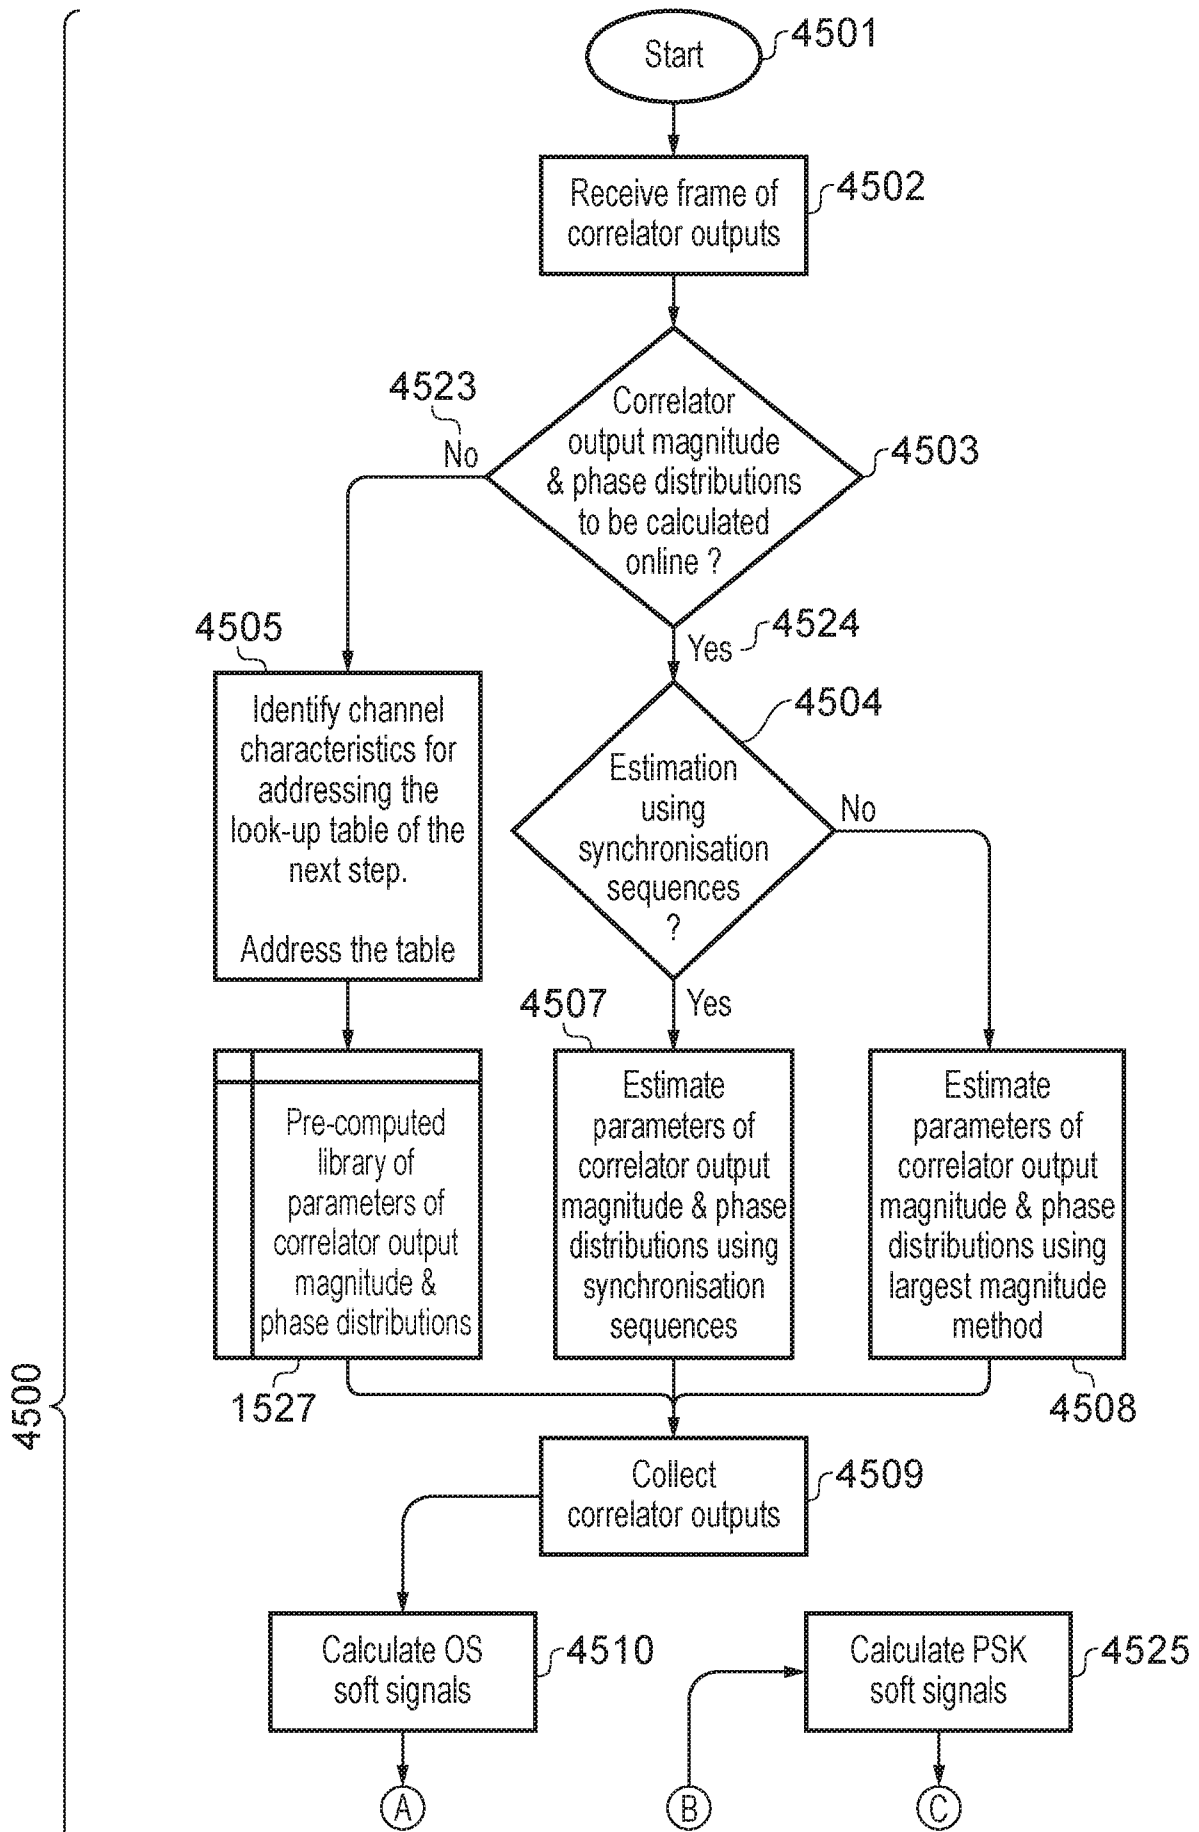 Start
4501
Receive frame of
correlator outputs
4502
4523
No
Correlator
output magnitude
& phase distributions
to be calculated
online ?
4503
4505
Yes
4524
Identify channel
characteristics for
addressing the
look-up table of the
next step.
Address the table
4504
Estimation
using
synchronisation
sequences
?
No
4507
Yes
Pre-computed
library of
parameters of
correlator output
magnitude &
phase distributions
1527
Estimate
parameters of
correlator output
magnitude & phase
distributions using
synchronisation
sequences
Estimate
parameters of
correlator output
magnitude & phase
distributions using
largest magnitude
method
4508
4500
Collect
correlator outputs
4509
Calculate OS
soft signals
4510
Calculate PSK
soft signals
4525
A
B
C